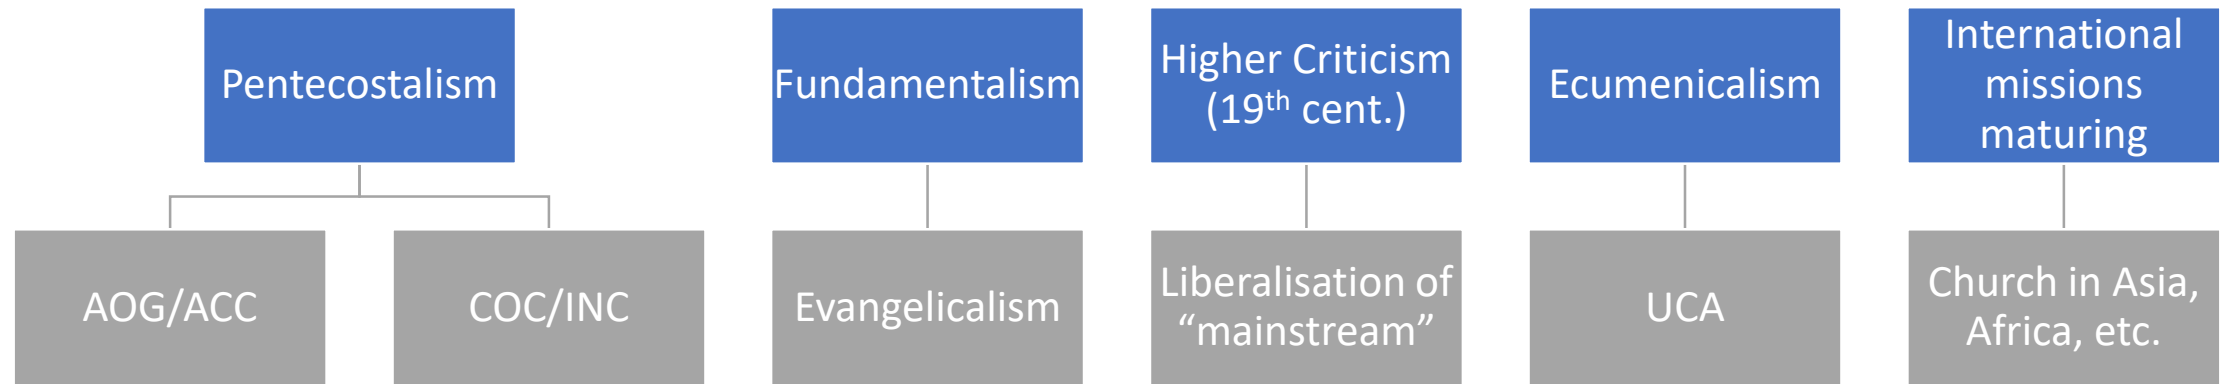 Pentecostalism
Fundamentalism
Higher Criticism
(19th cent.)
Ecumenicalism
International
missions
maturing
AOG/ACC
COC/INC
Evangelicalism
Liberalisation of
“mainstream”
UCA
Church in Asia,
Africa, etc.